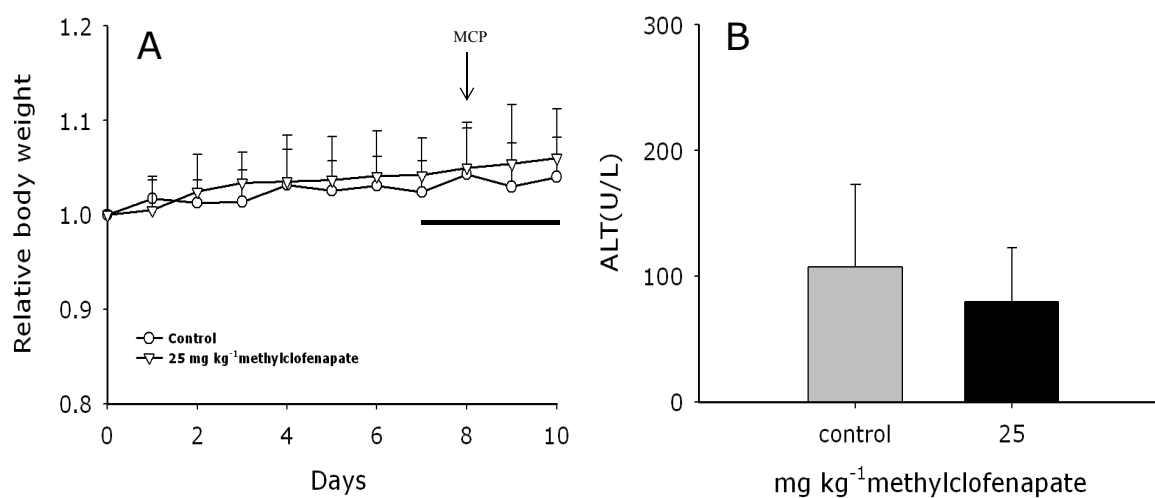 A
MCP
Relative body weight
1.2
1.1
1.0
0.9
0.8
Control
25 mg kg⁻¹methylclofenapate
0 2 4 6 8 10
Days
B
ALT(U/L)
300
200
100
0
control 25
mg kg⁻¹methylclofenapate